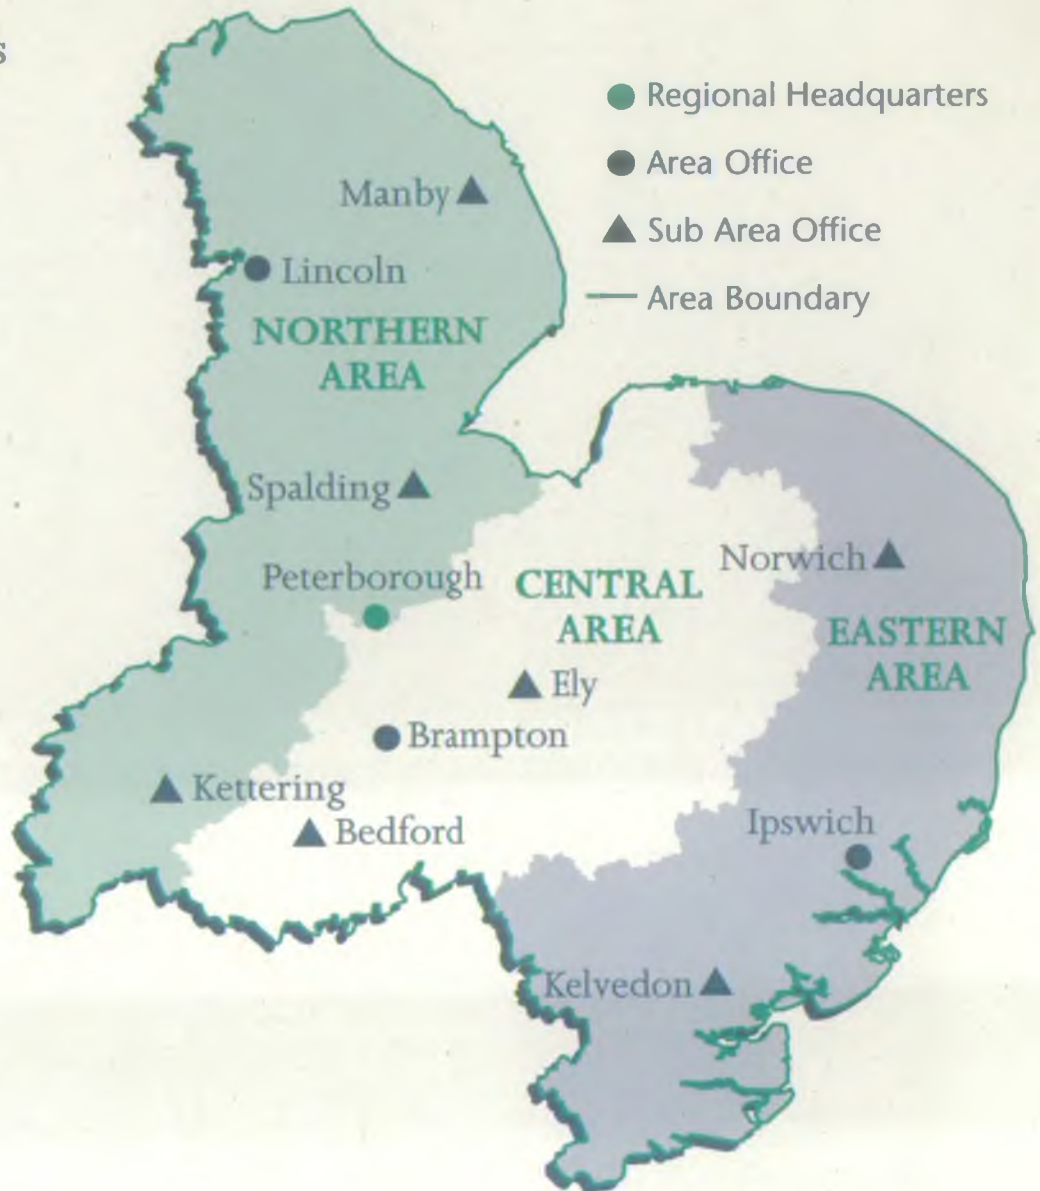 s
Regional Headquarters
Area Office
Manby
Sub Area Office
Lincoln
Area Boundary
NORTHERN
AREA
Spalding
Norwich
Peterborough
CENTRAL
AREA
EASTERN
AREA
Ely
Brampton
Kettering
Bedford
Ipswich
Kelvedon